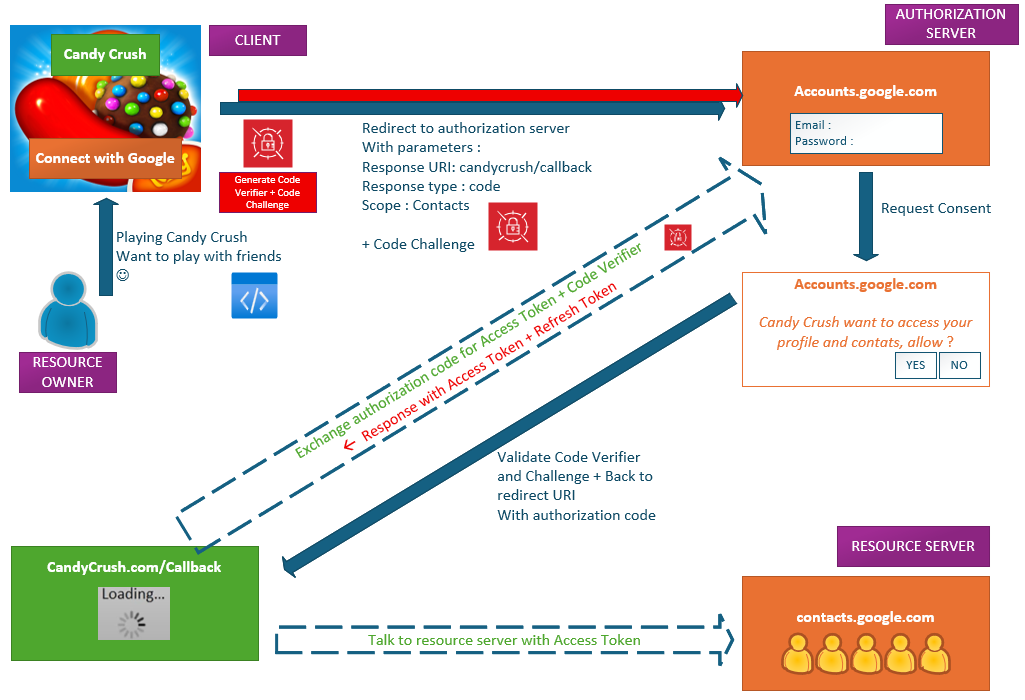 AUTHORIZATION
SERVER
CLIENT
Candy Crush
Connect with Google
Accounts.google.com
Email :
Password :
Generate Code
Verifier + Code
Challenge
Redirect to authorization server
With parameters :
Response URI: candycrush/callback
Response type : code
Scope : Contacts
+ Code Challenge
Request Consent
Playing Candy Crush
Want to play with friends
☺
</>
RESOURCE
OWNER
Accounts.google.com
Candy Crush want to access your
profile and contats, allow ?
YES
NO
Exchange authorization code for Access Token + Code Verifier
← Response with Access Token + Refresh Token
Validate Code Verifier
and Challenge + Back to
redirect URI
With authorization code
RESOURCE SERVER
CandyCrush.com/Callback
Loading...
Talk to resource server with Access Token
contacts.google.com